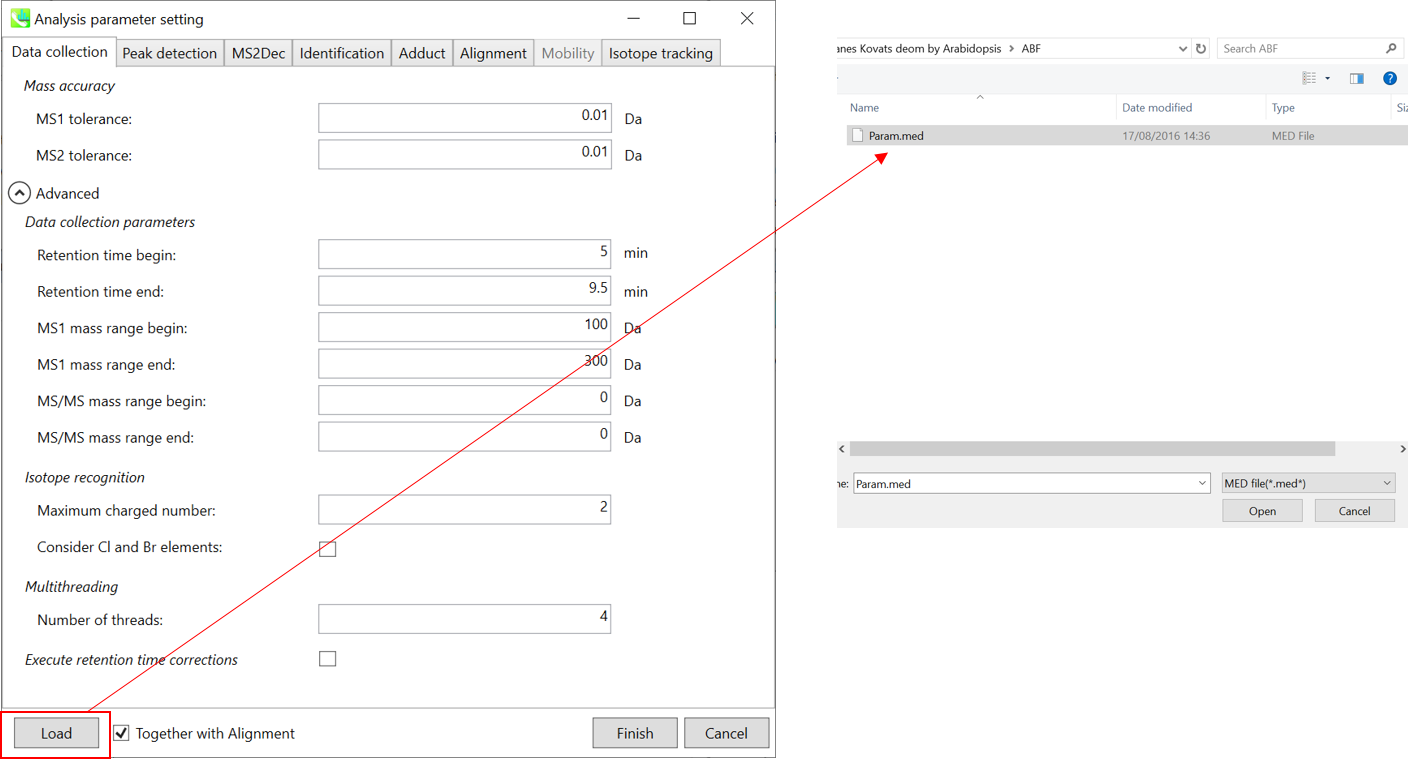 Analysis parameter setting
Data collection Peak detection MS2Dec Identification Adduct Alignment Mobility Isotope tracking
Mass accuracy
MS1 tolerance: 0.01 Da
MS2 tolerance: 0.01 Da
Advanced
Data collection parameters
Retention time begin: 5 min
Retention time end: 9.5 min
MS1 mass range begin: 100 Da
MS1 mass range end: 300 Da
MS/MS mass range begin: 0 Da
MS/MS mass range end: 0 Da
Isotope recognition
Maximum charged number: 2
Consider Cl and Br elements:
Multithreading
Number of threads: 4
Execute retention time corrections
Load Together with Alignment Finish Cancel
anes Kovats deom by Arabidopsis > ABF Search ABF
Name Date modified Type Siz
Param.med 17/08/2016 14:36 MED File
ne: Param.med MED file(*.med*)
Open Cancel